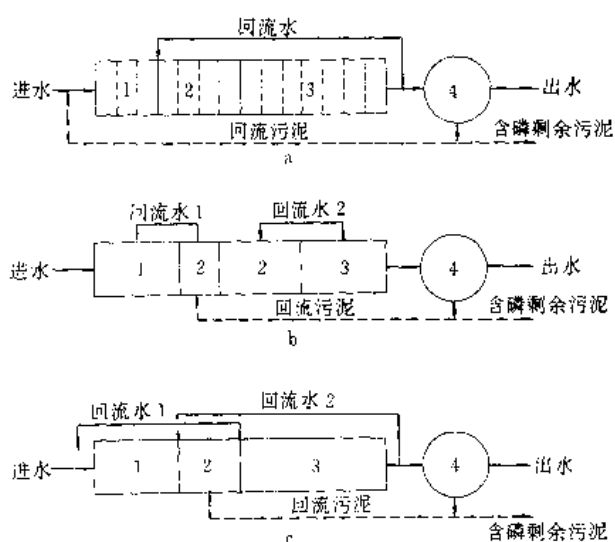 回流水
进水 1 2 3 4 出水
回流污泥 含磷剩余污泥
a
回流水1 回流水2
进水 1 2 2 3 4 出水
回流污泥 含磷剩余污泥
b
回流水1 回流水2
进水 1 2 3 4 出水
回流污泥 含磷剩余污泥
c